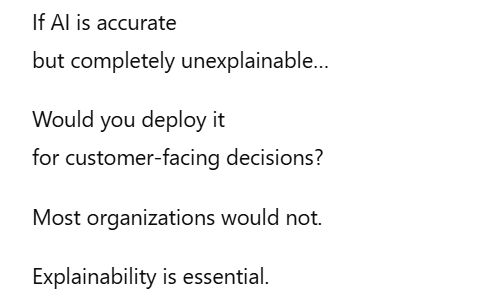 If AI is accurate
but completely unexplainable...
Would you deploy it
for customer-facing decisions?
Most organizations would not.
Explainability is essential.